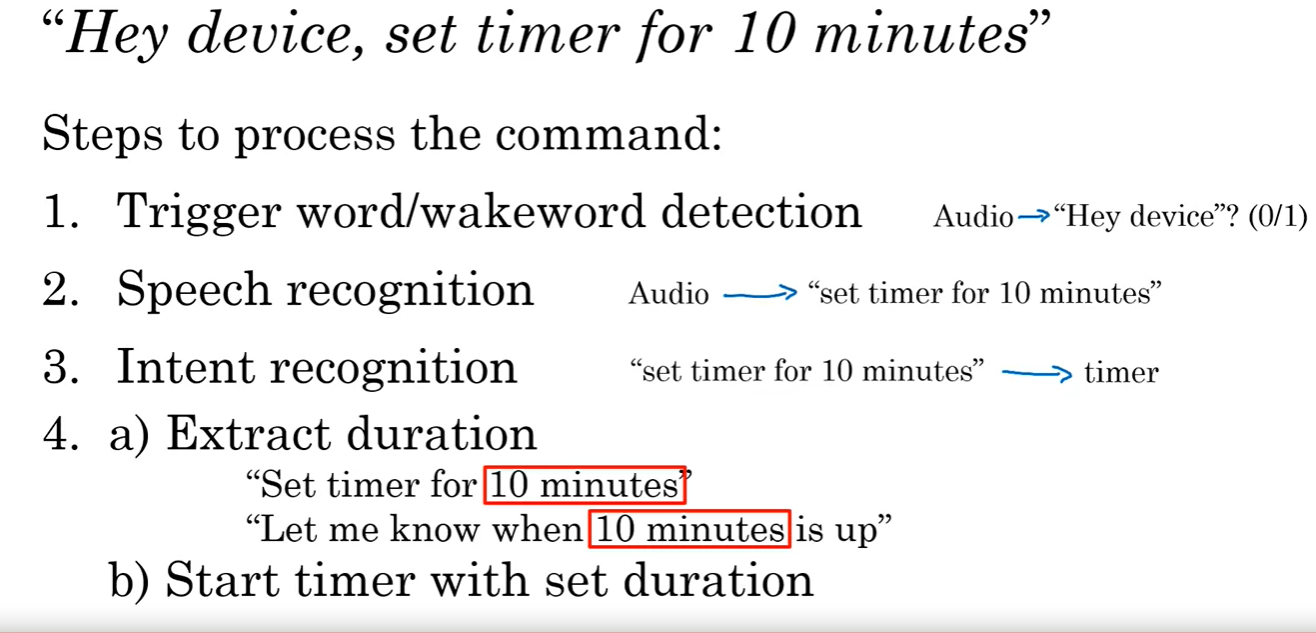 “Hey device, set timer for 10 minutes”
Steps to process the command:
1. Trigger word/wakeword detection Audio→“Hey device”? (0/1)
2. Speech recognition Audio → “set timer for 10 minutes”
3. Intent recognition “set timer for 10 minutes” → timer
4. a) Extract duration
“Set timer for 10 minutes”
“Let me know when 10 minutes is up”
b) Start timer with set duration